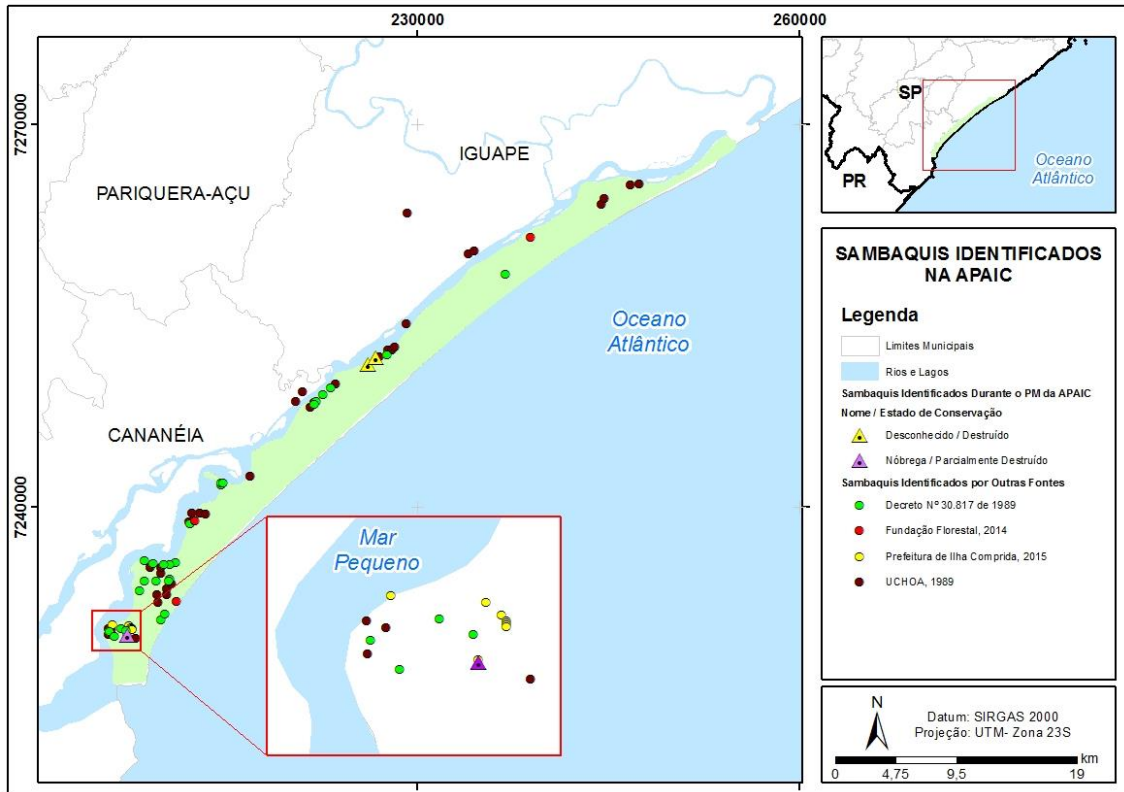 230000
260000
7270000
7240000
PARIQUERA-AÇU
IGUAPE
CANANÉIA
Oceano
Atlântico
Mar
Pequeno
SP
PR
Oceano
Atlântico
SAMBAQUIS IDENTIFICADOS
NA APAIC
Legenda
Limites Municipais
Rios e Lagos
Sambaquis Identificados Durante o PM da APAIC
Nome / Estado de Conservação
Desconhecido / Destruído
Nóbrega / Parcialmente Destruído
Sambaquis Identificados por Outras Fontes
Decreto Nº 30.817 de 1989
Fundação Florestal, 2014
Prefeitura de Ilha Comprida, 2015
UCHOA, 1989
N
Datum: SIRGAS 2000
Projeção: UTM- Zona 23S
km
0 4,75 9,5 19